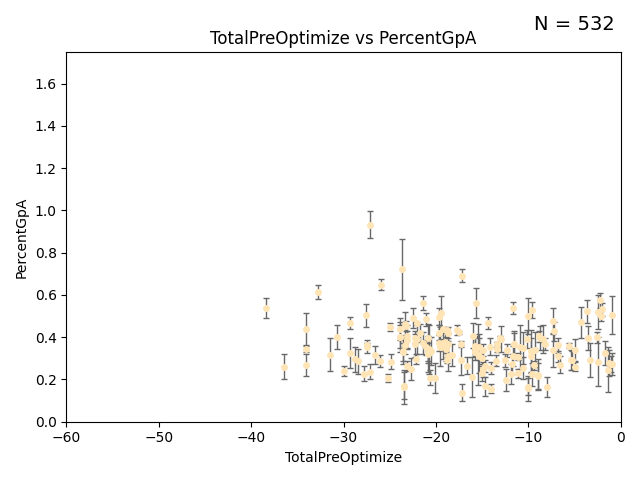 N = 532
TotalPreOptimize vs PercentGpA
1.6
1.4
1.2
1.0
0.8
0.6
0.4
0.2
0.0
PercentGpA
−60 −50 −40 −30 −20 −10 0
TotalPreOptimize